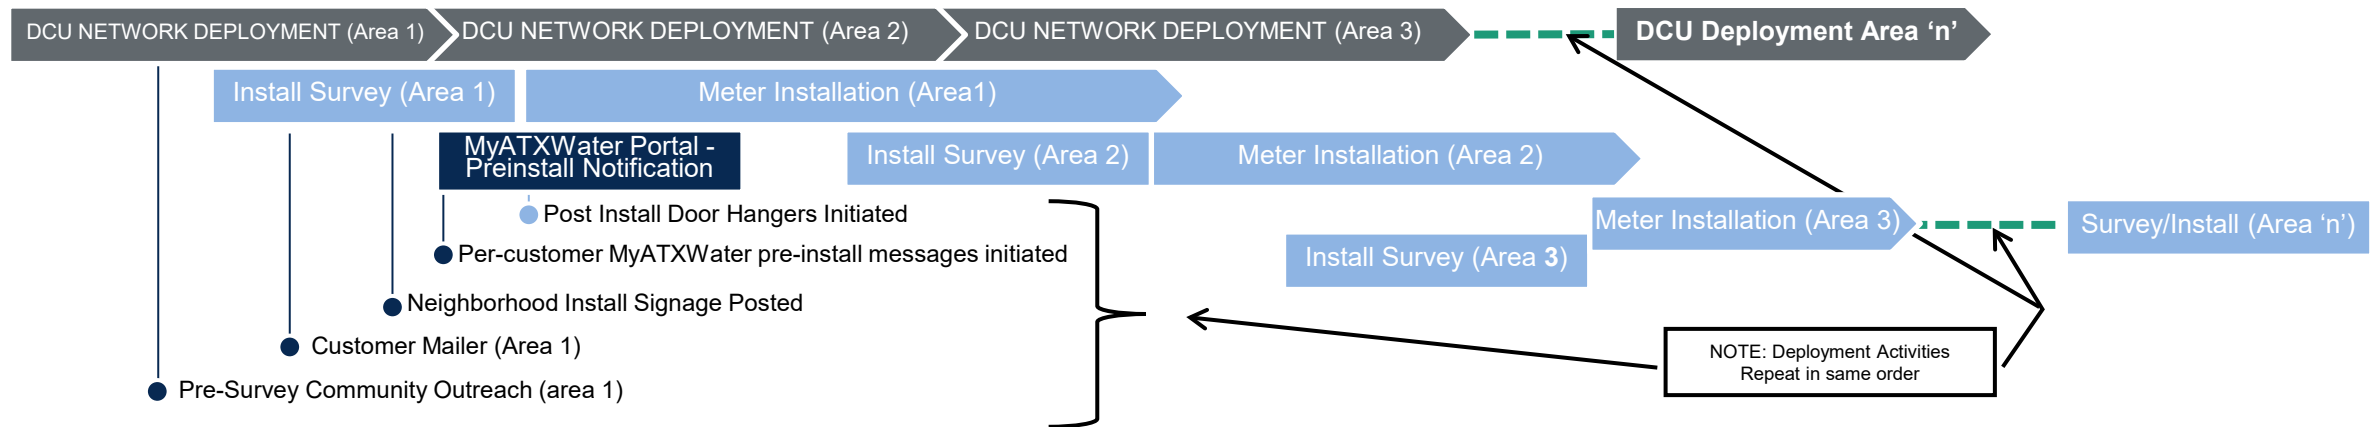 DCU NETWORK DEPLOYMENT (Area 1)
DCU NETWORK DEPLOYMENT (Area 2)
DCU NETWORK DEPLOYMENT (Area 3)
DCU Deployment Area ‘n’
Install Survey (Area 1)
Meter Installation (Area1)
MyATXWater Portal -
Preinstall Notification
Install Survey (Area 2)
Meter Installation (Area 2)
Post Install Door Hangers Initiated
Meter Installation (Area 3)
Survey/Install (Area ‘n’)
Per-customer MyATXWater pre-install messages initiated
Install Survey (Area 3)
Neighborhood Install Signage Posted
Customer Mailer (Area 1)
NOTE: Deployment Activities
Repeat in same order
Pre-Survey Community Outreach (area 1)